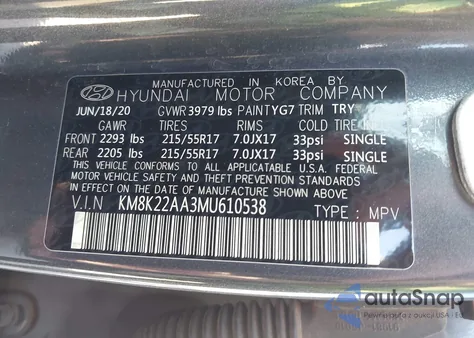 MANUFACTURED IN KOREA BY
HYUNDAI MOTOR COMPANY
JUN/18/20 GVWR 3979 lbs PAINT YG7 TRIM TRY
GAWR TIRES RIMS COLD TIRE
FRONT 2293 lbs 215/55R17 7.0JX17 33psi SINGLE
REAR 2205 lbs 215/55R17 7.0JX17 33psi SINGLE
THIS VEHICLE CONFORMS TO ALL APPLICABLE U.S.A. FEDERAL
MOTOR VEHICLE SAFETY STANDARDS IN EFFECT ON
THE DATE OF MANUFACTURE SHOWN ABOVE.
V.I.N KM8K22AA3MU610538 TYPE : MPV
autoSnap